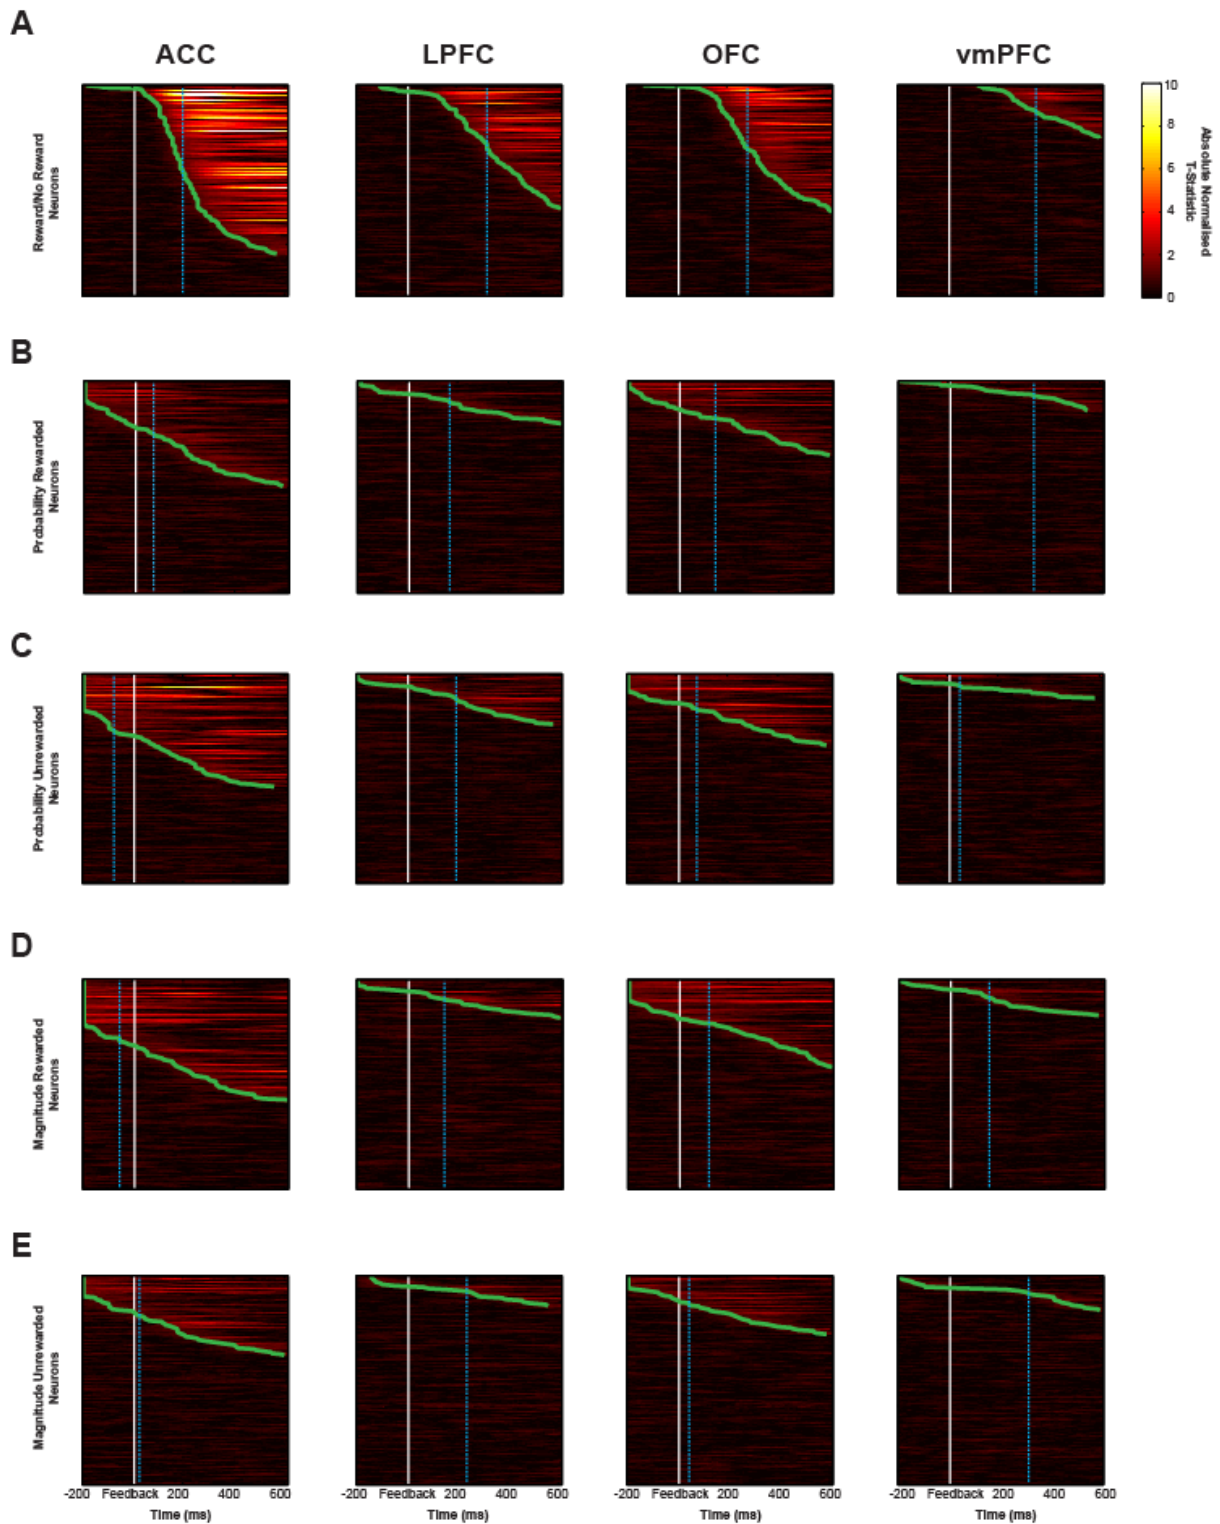 A
ACC
LPFC
OFC
vmPFC
Reward/No Reward
Neurons
10
8
6
4
2
0
Absolute Normalised
T-Statistic
B
Probability Rewarded
Neurons
C
Probability Unrewarded
Neurons
D
Magnitude Rewarded
Neurons
E
Magnitude Unrewarded
Neurons
-200 Feedback 200 400 600
-200 Feedback 200 400 600
-200 Feedback 200 400 600
-200 Feedback 200 400 600
Time (ms)
Time (ms)
Time (ms)
Time (ms)